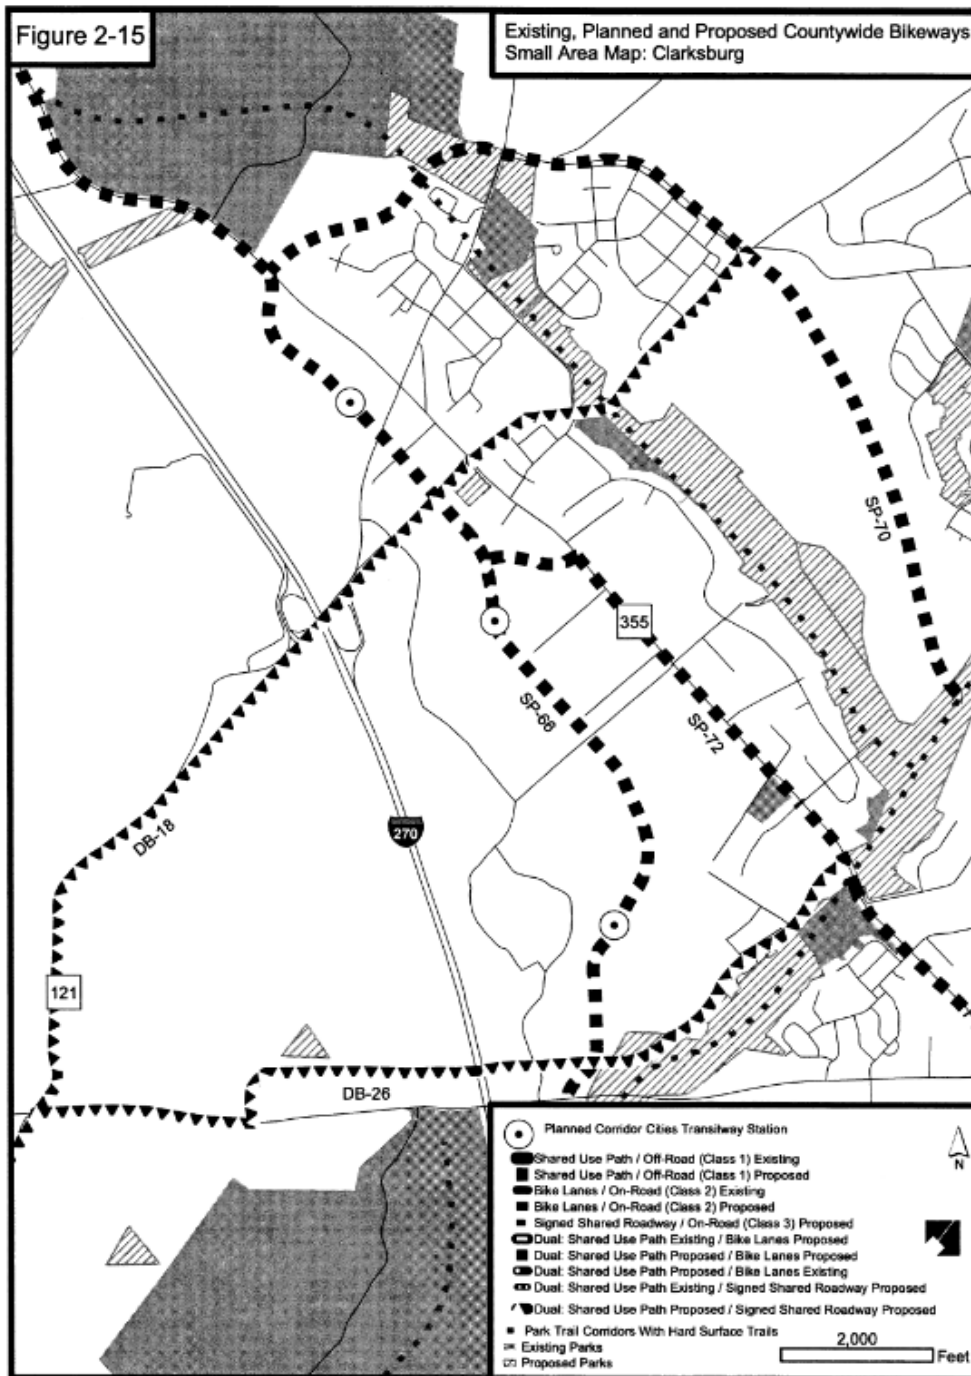 Figure 2-15
Existing, Planned and Proposed Countywide Bikeways
Small Area Map: Clarksburg
SP-70
355
SP-66
SP-72
DB-18
270
121
DB-26
Planned Corridor Cities Transitway Station
Shared Use Path / Off-Road (Class 1) Existing
Shared Use Path / Off-Road (Class 1) Proposed
Bike Lanes / On-Road (Class 2) Existing
Bike Lanes / On-Road (Class 2) Proposed
Signed Shared Roadway / On-Road (Class 3) Proposed
Dual: Shared Use Path Existing / Bike Lanes Proposed
Dual: Shared Use Path Proposed / Bike Lanes Proposed
Dual: Shared Use Path Proposed / Bike Lanes Existing
Dual: Shared Use Path Existing / Signed Shared Roadway Proposed
Dual: Shared Use Path Proposed / Signed Shared Roadway Proposed
Park Trail Corridors With Hard Surface Trails
Existing Parks
Proposed Parks
N
2,000
Feet